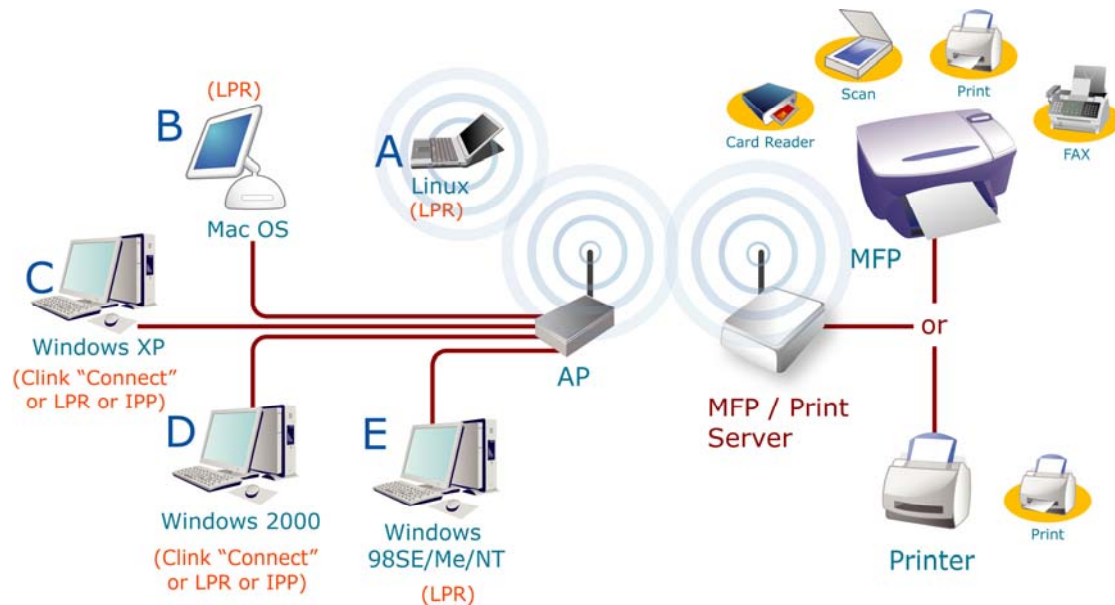 (LPR)
B
Mac OS
A
Linux
(LPR)
C
Windows XP
(Clink “Connect”
or LPR or IPP)
D
Windows 2000
(Clink “Connect”
or LPR or IPP)
E
Windows
98SE/Me/NT
(LPR)
AP
MFP / Print
Server
Card Reader
Scan
Print
FAX
MFP
or
Printer
Print